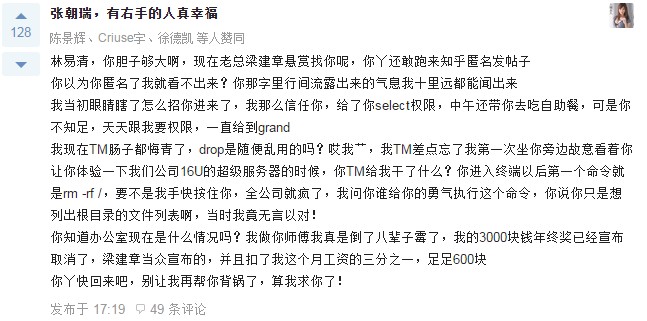 张朝瑞，有右手的人真幸福
128
陈景辉、Criuse宇、徐德凯 等人赞同
林易清，你胆子够大啊，现在老总梁建章悬赏找你呢，你丫还敢跑来知乎匿名发帖子
你以为你匿名了我就看不出来？你那字里行间流露出来的气息我十里远都能闻出来
我当初眼睛瞎了怎么招你进来了，我那么信任你，给了你select权限，中午还带你去吃自助餐，可是你
不知足，天天跟我要权限，一直给到grand
我现在TM肠子都悔青了，drop是随便乱用的吗？哎我艹，我TM差点忘了我第一次坐你旁边故意看着你
让你体验一下我们公司16U的超级服务器的时候，你TM给我干了什么？你进入终端以后第一个命令就
是rm -rf /，要不是我手快按住你，全公司就疯了，我问你谁给你的勇气执行这个命令，你说你只是想
列出根目录的文件列表啊，当时我竟无言以对！
你知道办公室现在是什么情况吗？我做你师傅我真是倒了八辈子霉了，我的3000块钱年终奖已经宣布
取消了，梁建章当众宣布的，并且扣了我这个月工资的三分之一，足足600块
你丫快回来吧，别让我再帮你背锅了，算我求你了！
发布于 17:19 49 条评论